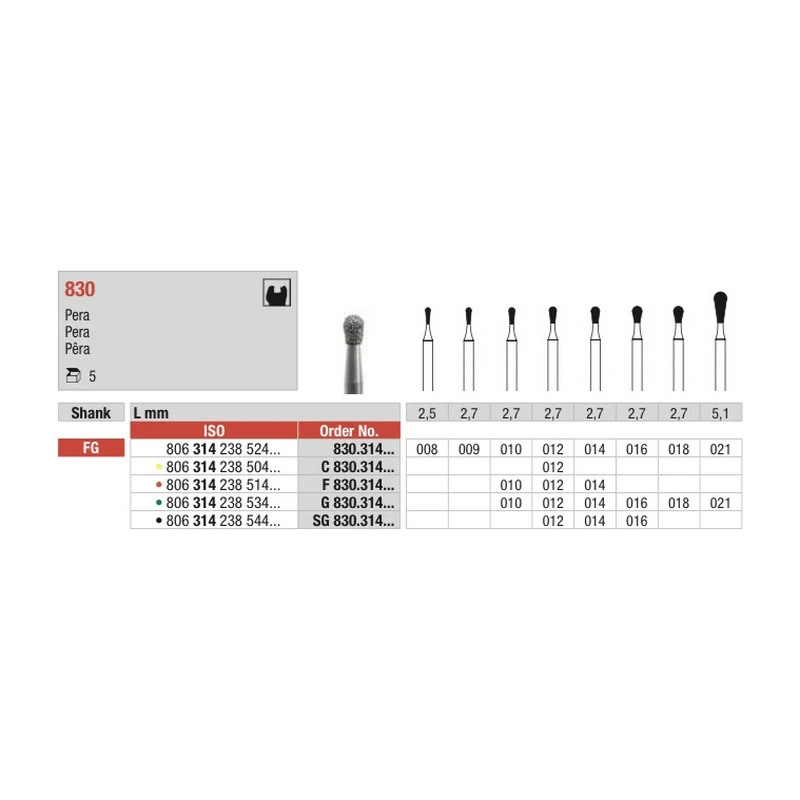 830
Pera
Pera
Pêra
5
Shank L mm 2,5 2,7 2,7 2,7 2,7 2,7 2,7 5,1
ISO Order No.
FG 806 314 238 524... 830.314... 008 009 010 012 014 016 018 021
806 314 238 504... C 830.314... 012
806 314 238 514... F 830.314... 010 012 014
806 314 238 534... G 830.314... 010 012 014 016 018 021
806 314 238 544... SG 830.314... 012 014 016